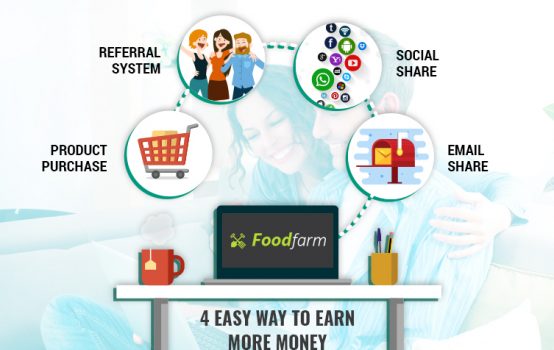 REFERRAL
SYSTEM
SOCIAL
SHARE
PRODUCT
PURCHASE
EMAIL
SHARE
Foodfarm
4 EASY WAY TO EARN
MORE MONEY